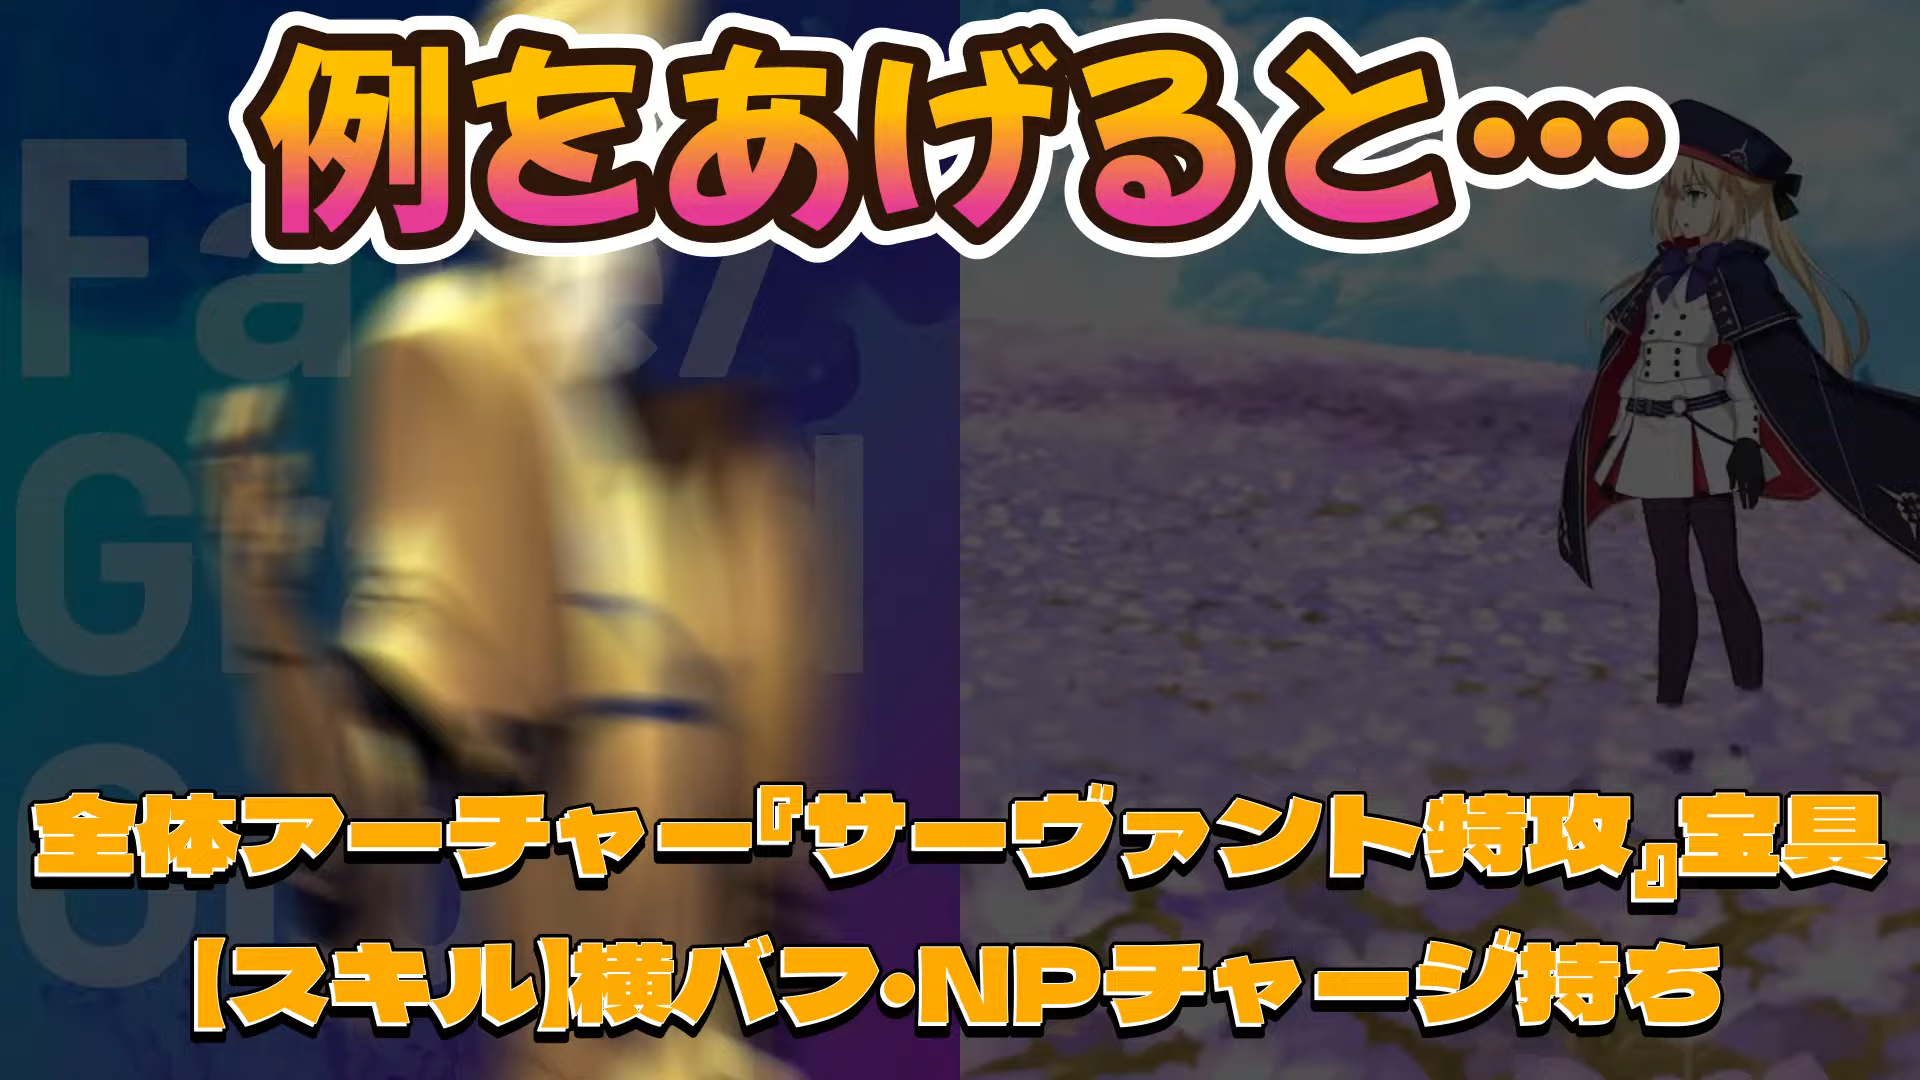 例をあげると…
全体アーチャー『サーヴァント特攻』宝具
【スキル】横バフ・NPチャージ持ち